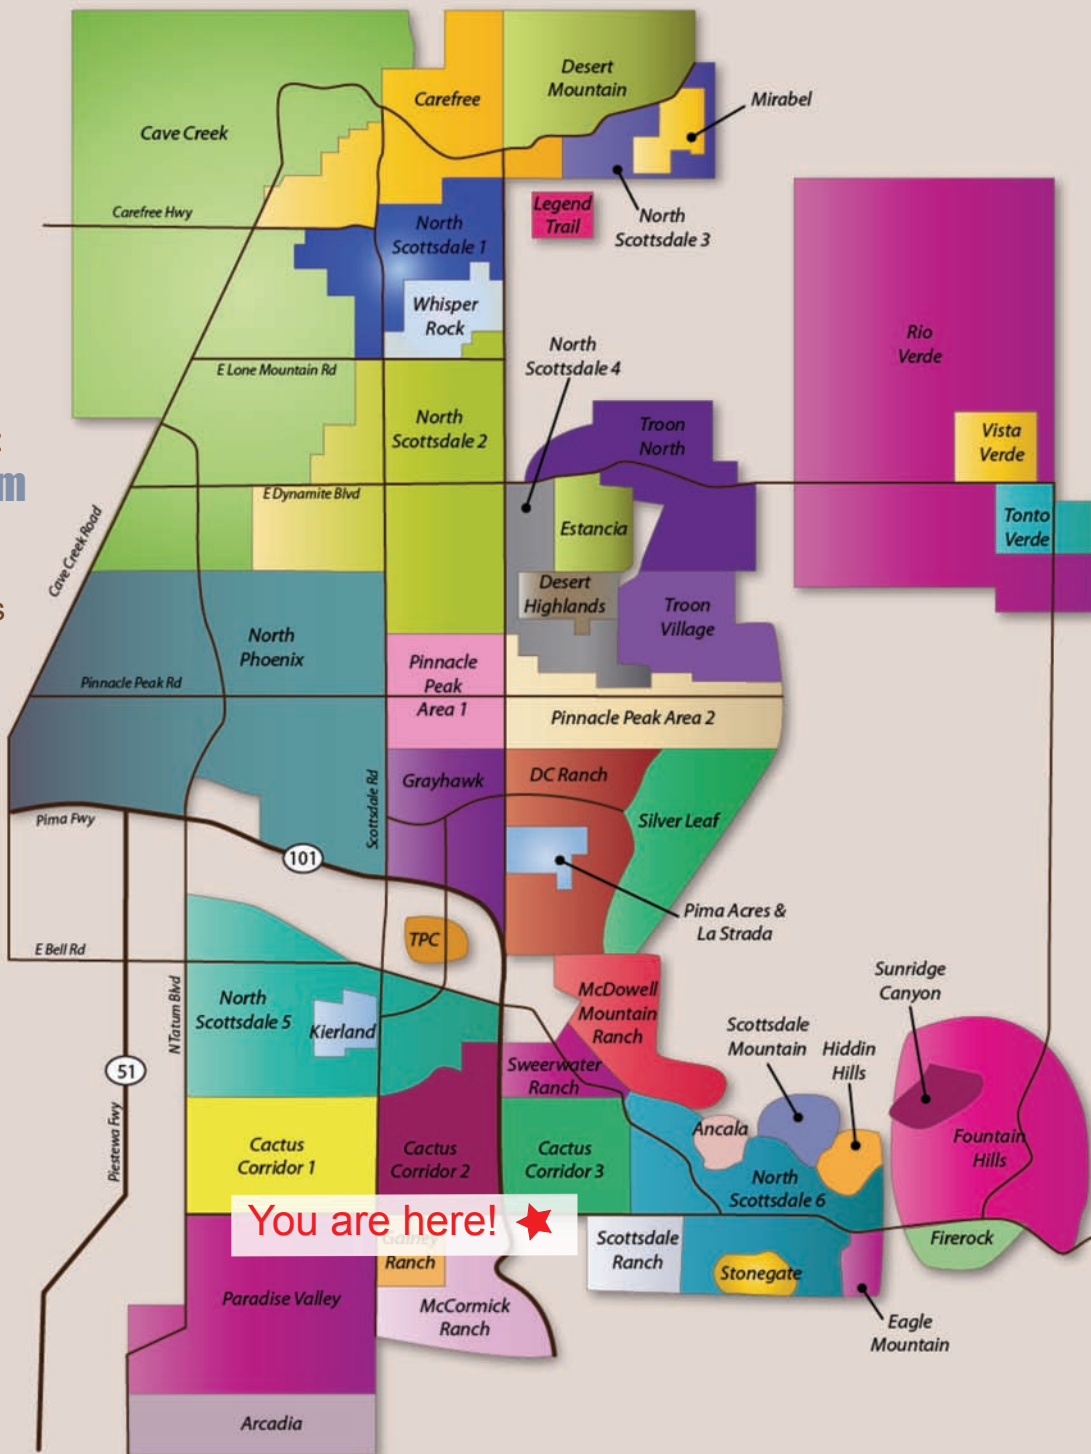 Cave Creek
Carefree
Desert
Mountain
Mirabel
Carefree Hwy
Legend
Trail
North
Scottsdale 3
North
Scottsdale 1
Whisper
Rock
Rio
Verde
North
Scottsdale 4
E Lone Mountain Rd
North
Scottsdale 2
Troon
North
Vista
Verde
m
E Dynamite Blvd
Estancia
Tonto
Verde
Cave Creek Road
Desert
Highlands
s
Troon
Village
North
Phoenix
Pinnacle
Peak
Area 1
Pinnacle Peak Rd
Pinnacle Peak Area 2
Scottsdale Rd
Grayhawk
DC Ranch
Silver Leaf
Pima Fwy
101
Pima Acres &
La Strada
TPC
E Bell Rd
N Tatum Blvd
North
Scottsdale 5
Kierland
McDowell
Mountain
Ranch
Sunridge
Canyon
Scottsdale
Mountain
Hiddin
Hills
Sweerwater
Ranch
51
Piestewa Fwy
Cactus
Corridor 1
Cactus
Corridor 2
Cactus
Corridor 3
Ancala
North
Scottsdale 6
Fountain
Hills
You are here!
Gainey
Ranch
Scottsdale
Ranch
Stonegate
Firerock
Paradise Valley
McCormick
Ranch
Eagle
Mountain
Arcadia